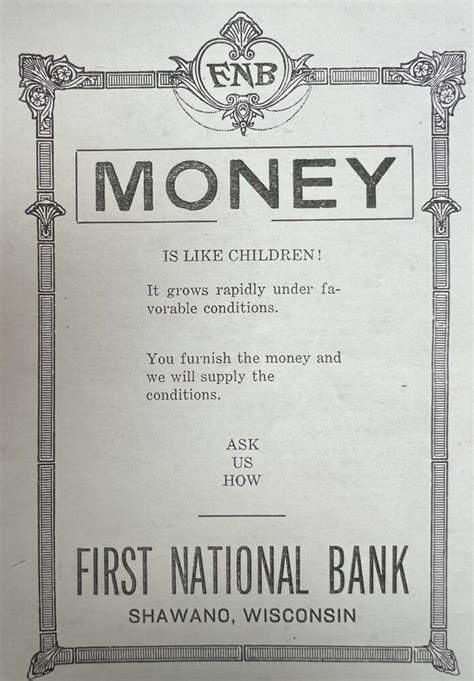 FNB
MONEY
IS LIKE CHILDREN!
It grows rapidly under fa-
vorable conditions.
You furnish the money and
we will supply the
conditions.
ASK
US
HOW
FIRST NATIONAL BANK
SHAWANO, WISCONSIN